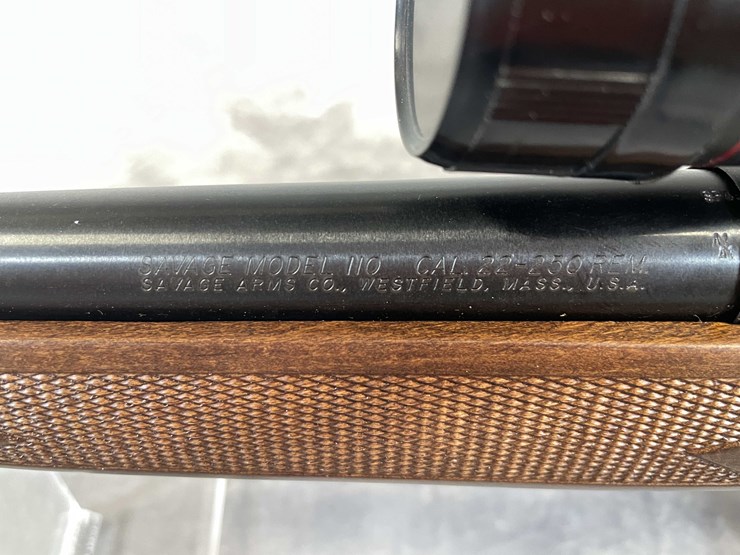 SAVAGE MODEL 110 CAL. 22-250 REM.
SAVAGE ARMS CO., WESTFIELD, MASS., U.S.A.